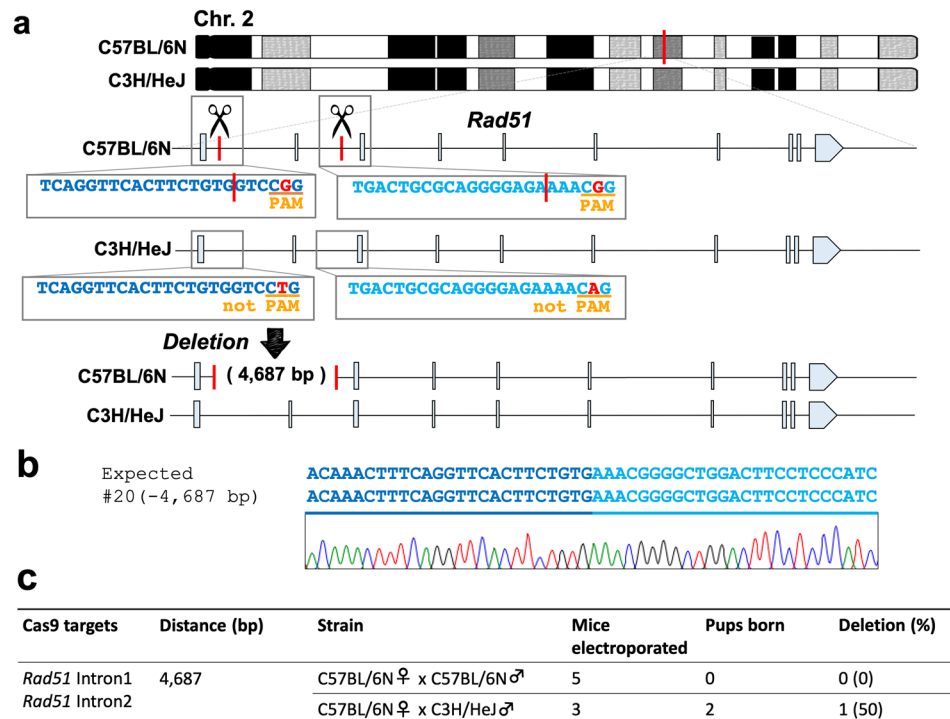 a
Chr. 2
C57BL/6N
C3H/HeJ
Rad51
C57BL/6N
TCAGGTTCACTTCTGTGGTCCGG
PAM
TGACTGCGCAGGGGAGAAAACGG
PAM
C3H/HeJ
TCAGGTTCACTTCTGTGGTCCTG
not PAM
TGACTGCGCAGGGGAGAAAACAG
not PAM
Deletion
C57BL/6N
( 4,687 bp )
C3H/HeJ
b
Expected
ACAAACTTTCAGGTTCACTTCTGTGAAACGGGGCTGGACTTCCTCCCATC
#20(-4,687 bp)
ACAAACTTTCAGGTTCACTTCTGTGAAACGGGGCTGGACTTCCTCCCATC
c
Cas9 targets Distance (bp) Strain Mice electroporated Pups born Deletion (%)
Rad51 Intron1 4,687 C57BL/6N♀ x C57BL/6N♂ 5 0 0 (0)
Rad51 Intron2 C57BL/6N♀ x C3H/HeJ♂ 3 2 1 (50)